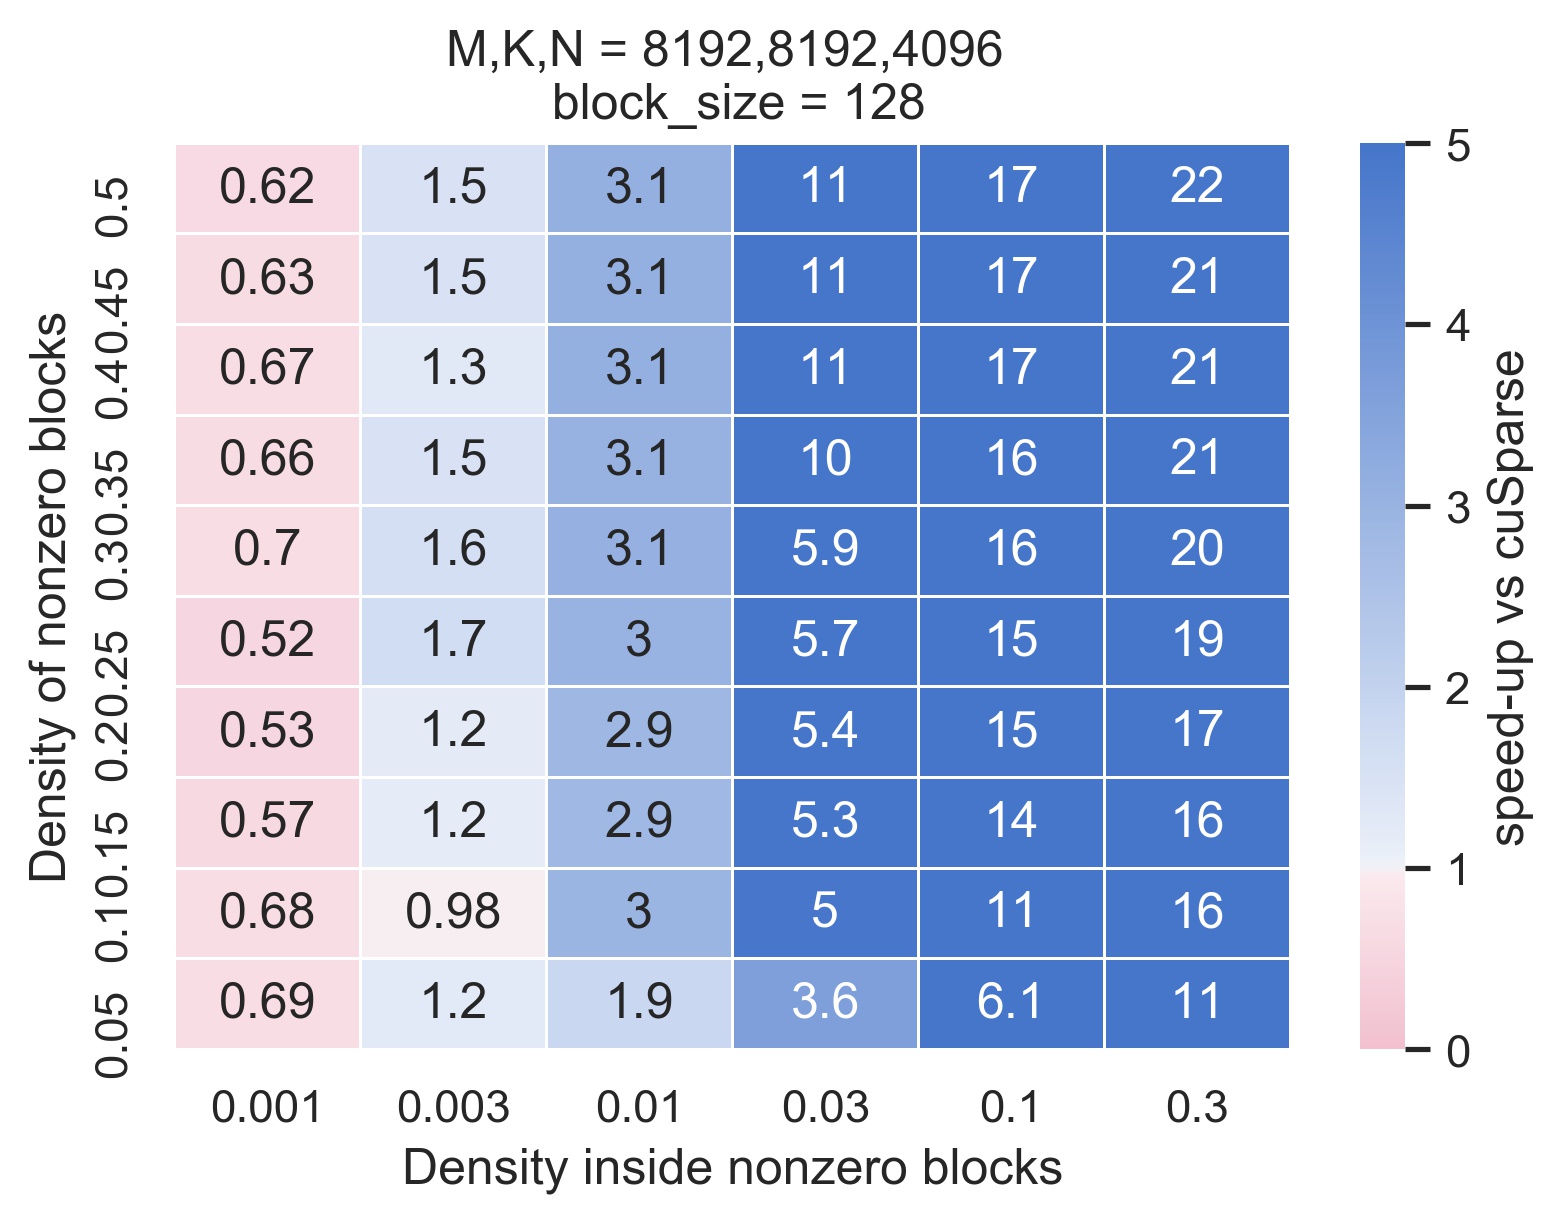 M,K,N = 8192,8192,4096
block_size = 128
Density of nonzero blocks
0.5 0.62 1.5 3.1 11 17 22
0.45 0.63 1.5 3.1 11 17 21
0.4 0.67 1.3 3.1 11 17 21
0.35 0.66 1.5 3.1 10 16 21
0.3 0.7 1.6 3.1 5.9 16 20
0.25 0.52 1.7 3 5.7 15 19
0.2 0.53 1.2 2.9 5.4 15 17
0.15 0.57 1.2 2.9 5.3 14 16
0.1 0.68 0.98 3 5 11 16
0.05 0.69 1.2 1.9 3.6 6.1 11
0.001 0.003 0.01 0.03 0.1 0.3
Density inside nonzero blocks
5
4
3
2
1
0
speed-up vs cuSparse